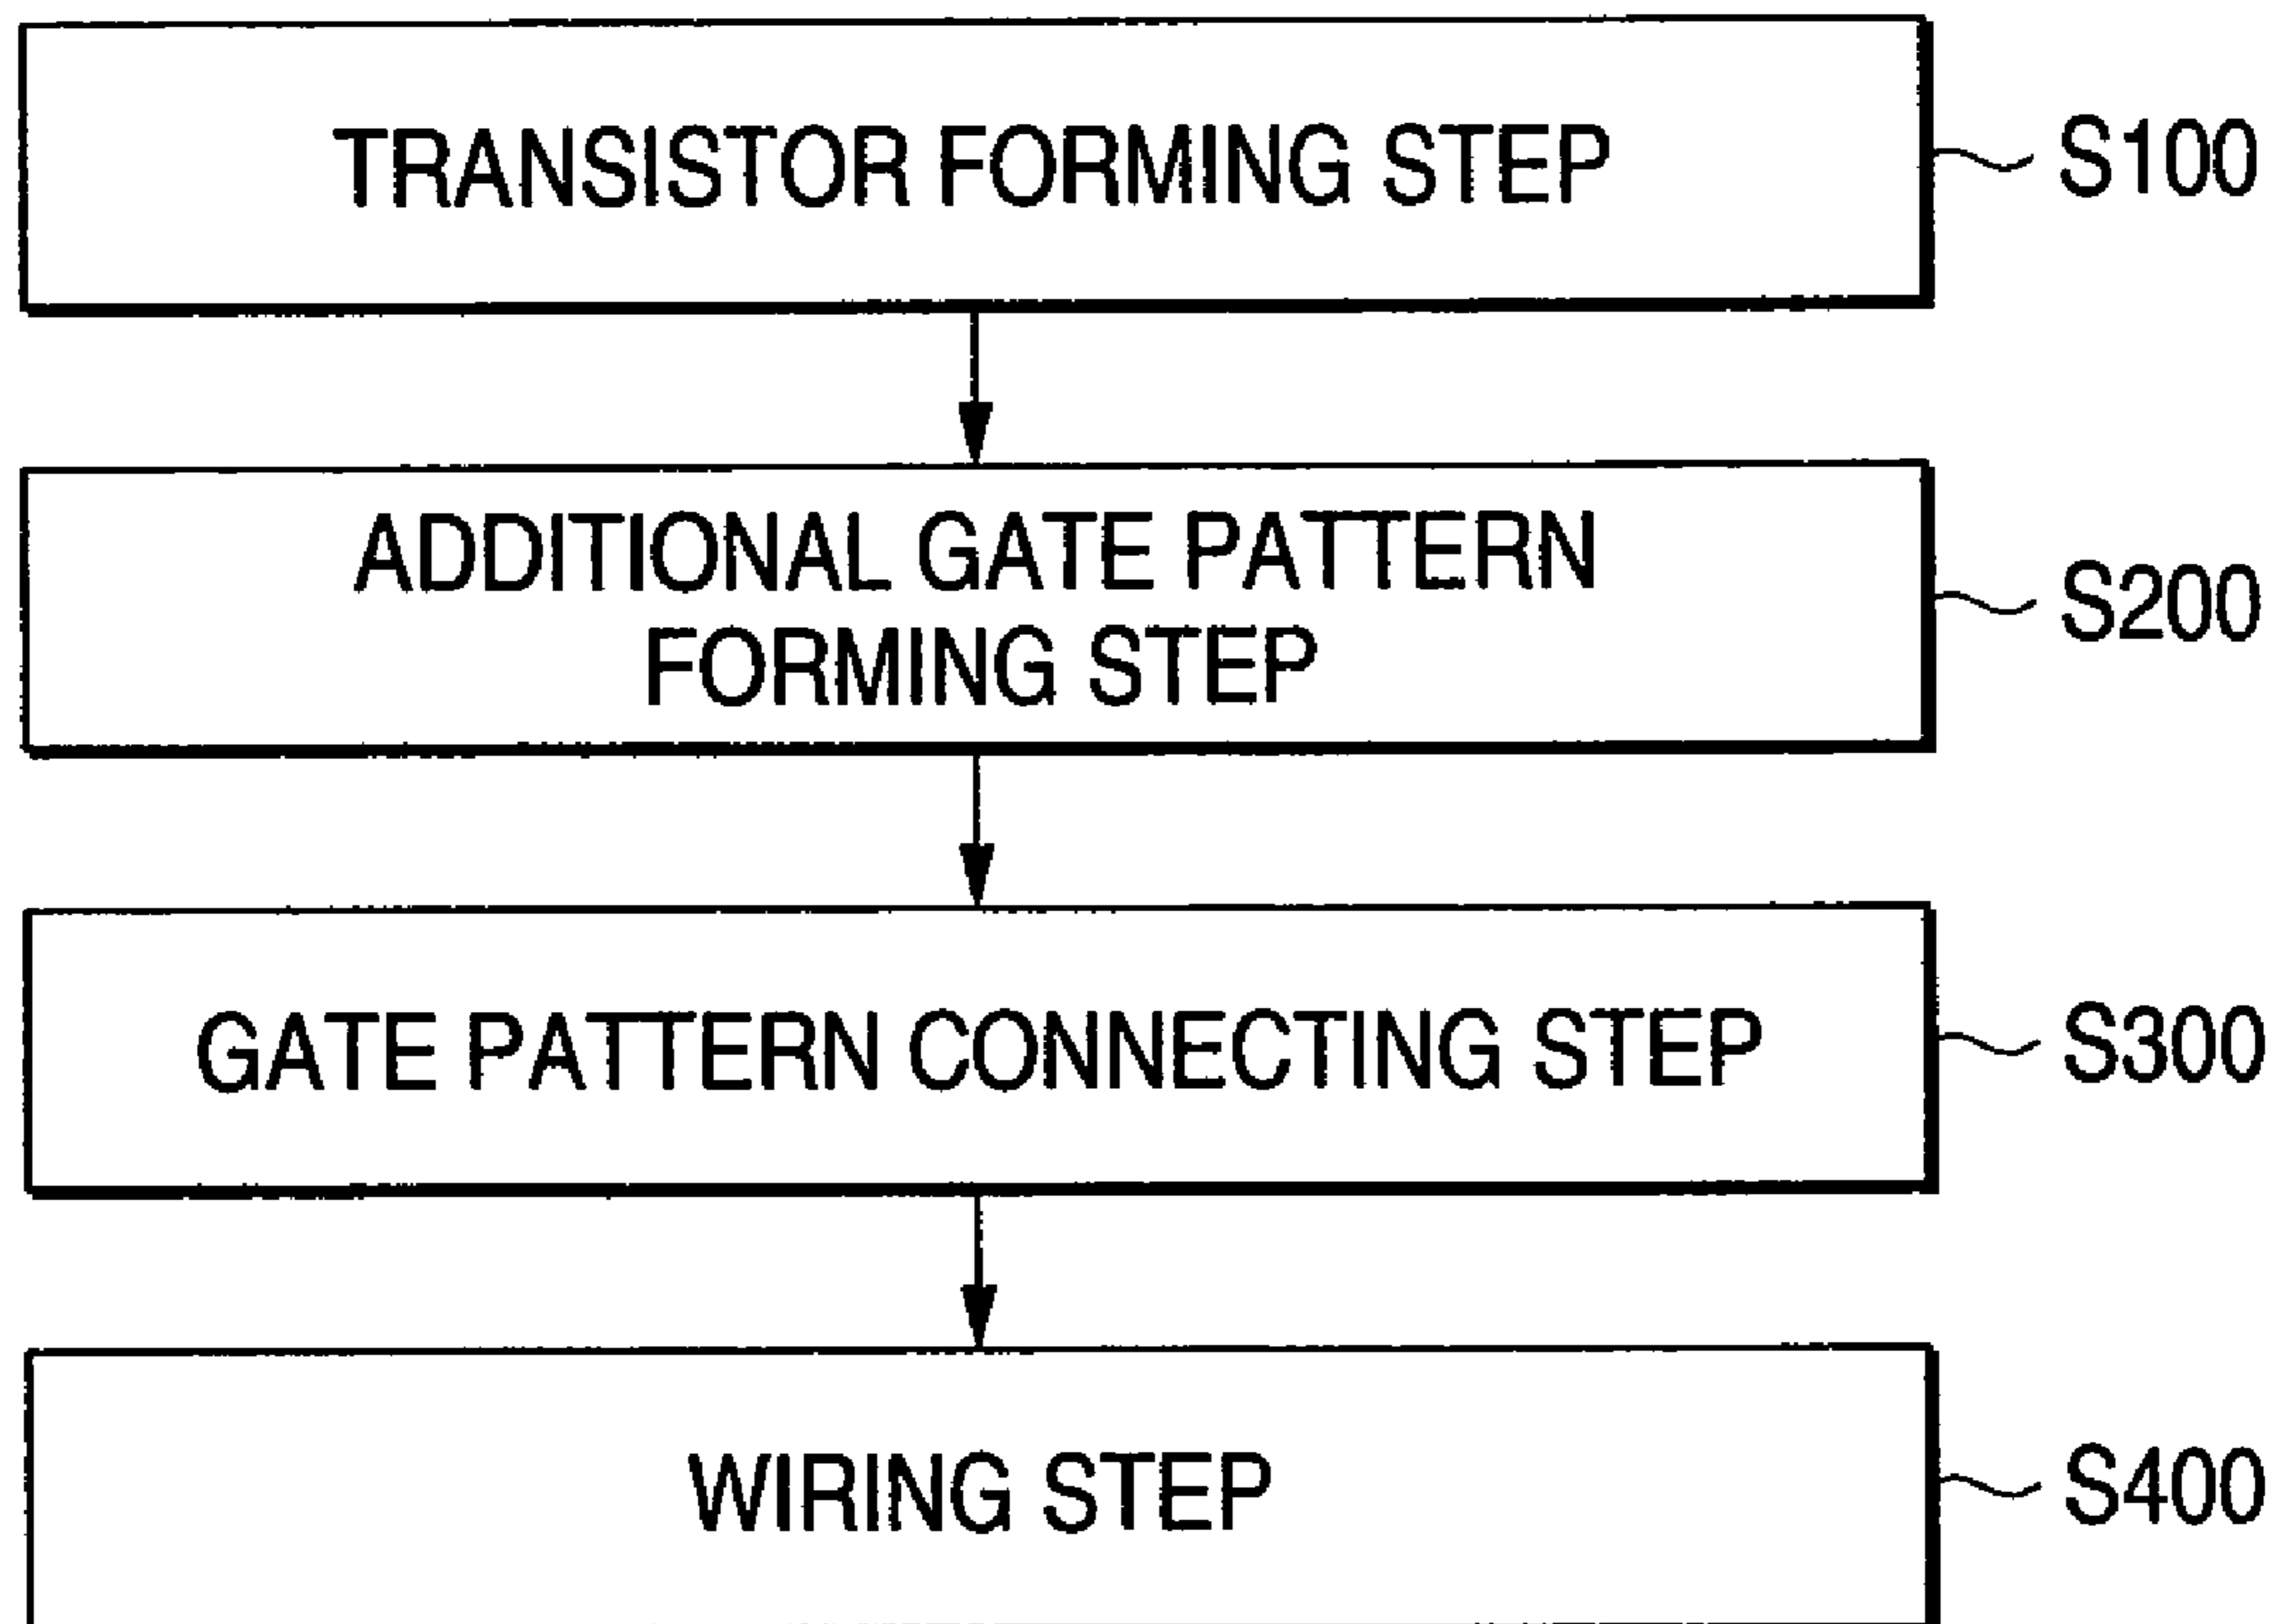 TRANSISTOR FORMING STEP
S100
ADDITIONAL GATE PATTERN
FORMING STEP
S200
GATE PATTERN CONNECTING STEP
S300
WIRING STEP
S400